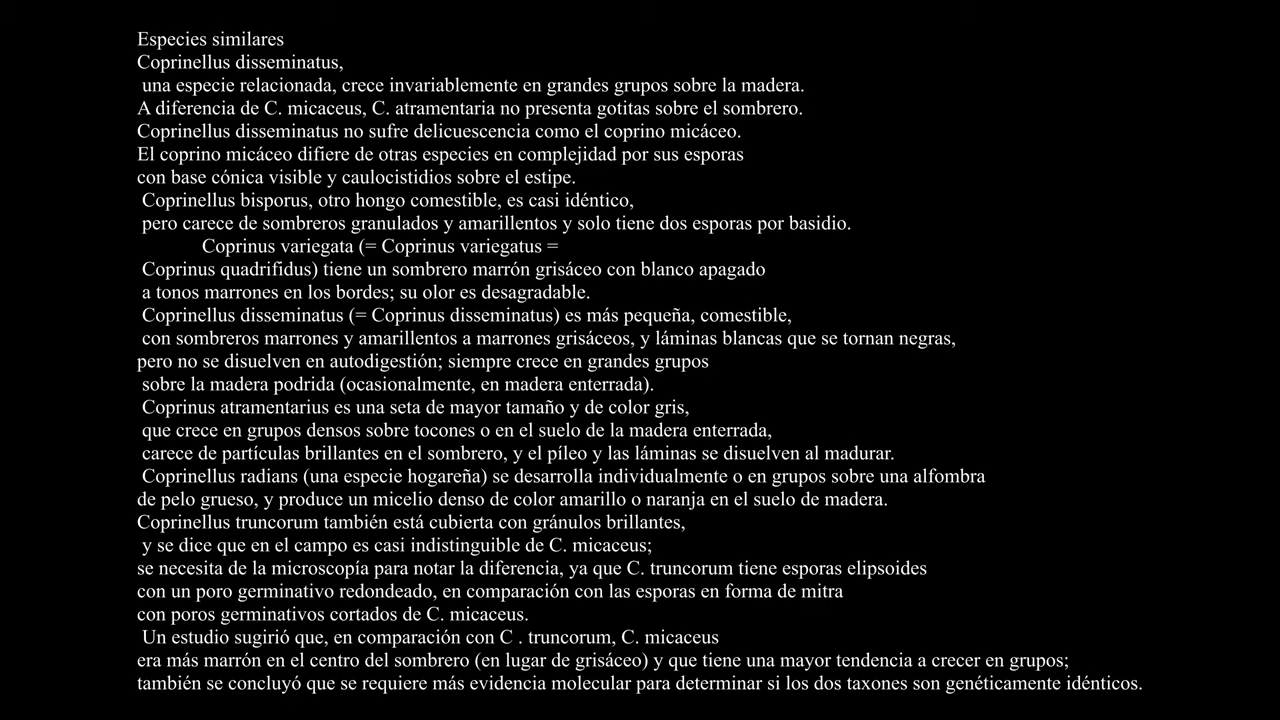 Especies similares
Coprinellus disseminatus,
una especie relacionada, crece invariablemente en grandes grupos sobre la madera.
A diferencia de C. micaceus, C. atramentaria no presenta gotitas sobre el sombrero.
Coprinellus disseminatus no sufre delicuescencia como el coprino micáceo.
El coprino micáceo difiere de otras especies en complejidad por sus esporas
con base cónica visible y caulocistidios sobre el estipe.
Coprinellus bisporus, otro hongo comestible, es casi idéntico,
pero carece de sombreros granulados y amarillentos y solo tiene dos esporas por basidio.
Coprinus variegata (= Coprinus variegatus =
Coprinus quadrifidus) tiene un sombrero marrón grisáceo con blanco apagado
a tonos marrones en los bordes; su olor es desagradable.
Coprinellus disseminatus (= Coprinus disseminatus) es más pequeña, comestible,
con sombreros marrones y amarillentos a marrones grisáceos, y láminas blancas que se tornan negras,
pero no se disuelven en autodigestión; siempre crece en grandes grupos
sobre la madera podrida (ocasionalmente, en madera enterrada).
Coprinus atramentarius es una seta de mayor tamaño y de color gris,
que crece en grupos densos sobre tocones o en el suelo de la madera enterrada,
carece de partículas brillantes en el sombrero, y el píleo y las láminas se disuelven al madurar.
Coprinellus radians (una especie hogareña) se desarrolla individualmente o en grupos sobre una alfombra
de pelo grueso, y produce un micelio denso de color amarillo o naranja en el suelo de madera.
Coprinellus truncorum también está cubierta con gránulos brillantes,
y se dice que en el campo es casi indistinguible de C. micaceus;
se necesita de la microscopía para notar la diferencia, ya que C. truncorum tiene esporas elipsoides
con un poro germinativo redondeado, en comparación con las esporas en forma de mitra
con poros germinativos cortados de C. micaceus.
Un estudio sugirió que, en comparación con C . truncorum, C. micaceus
era más marrón en el centro del sombrero (en lugar de grisáceo) y que tiene una mayor tendencia a crecer en grupos;
también se concluyó que se requiere más evidencia molecular para determinar si los dos taxones son genéticamente idénticos.